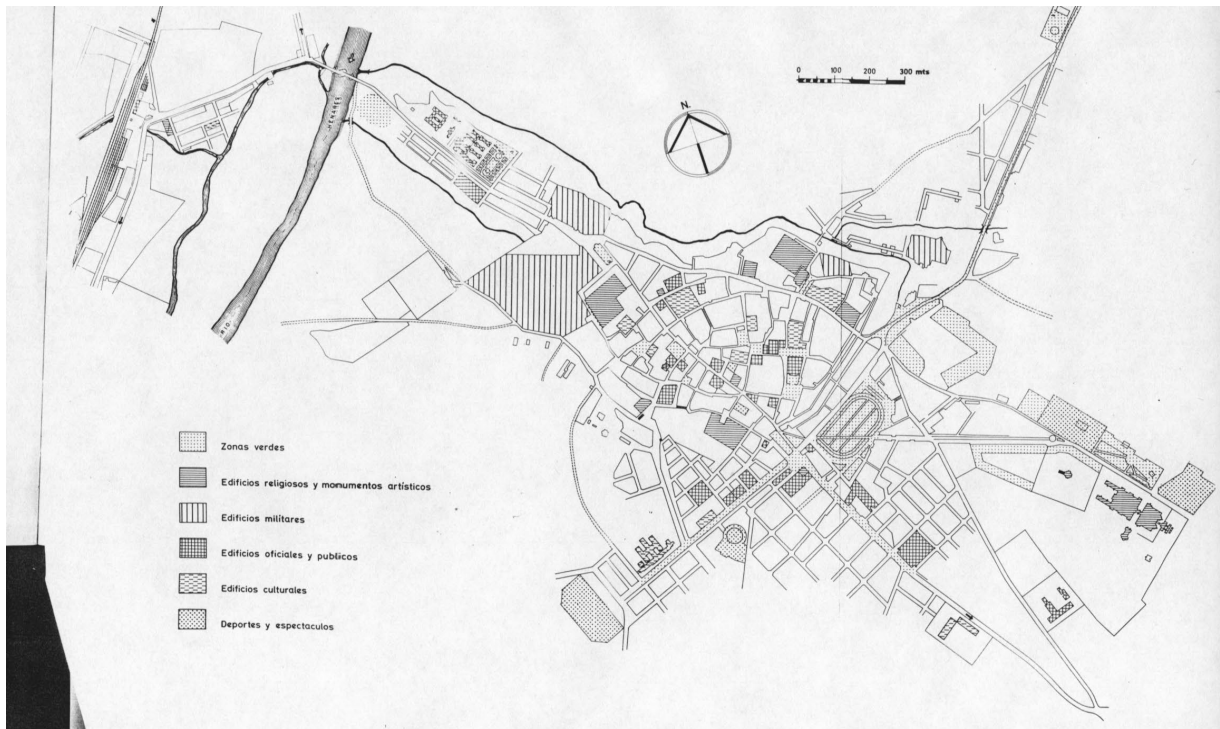 0 100 200 300 mts
N.
HENARES
RIO
Zonas verdes
Edificios religiosos y monumentos artísticos
Edificios militares
Edificios oficiales y publicos
Edificios culturales
Deportes y espectaculos